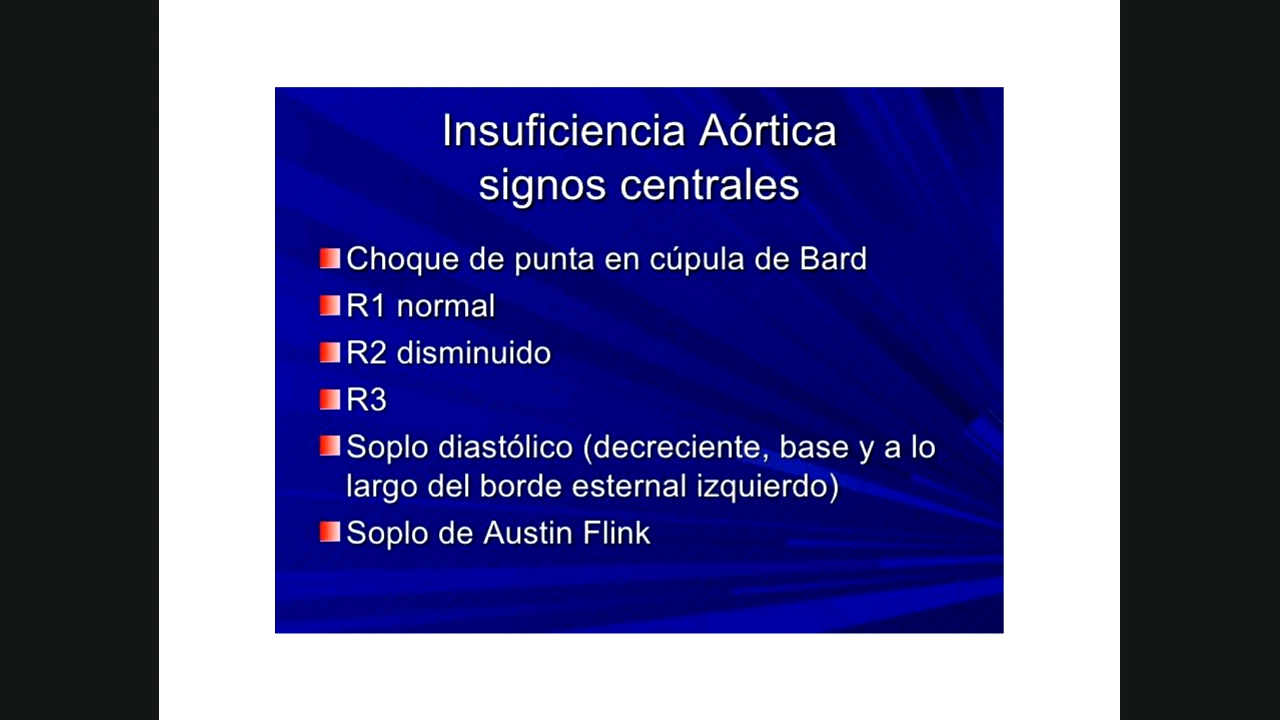 Insuficiencia Aórtica
signos centrales
Choque de punta en cúpula de Bard
R1 normal
R2 disminuido
R3
Soplo diastólico (decreciente, base y a lo
largo del borde esternal izquierdo)
Soplo de Austin Flink